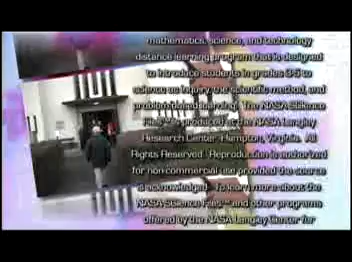 mathematics, science, and technology
distance learning program that is designed
to introduce students in grades 3-5 to
science as inquiry, the scientific method, and
problem-based learning. The NASA Science
Files™ is produced at the NASA Langley
Research Center Hampton, Virginia. All
Rights Reserved Reproduction is authorized
for non-commercial use provided the source
is acknowledged. To learn more about the
NASA Science Files™ and other programs
offered by the NASA Langley Center for